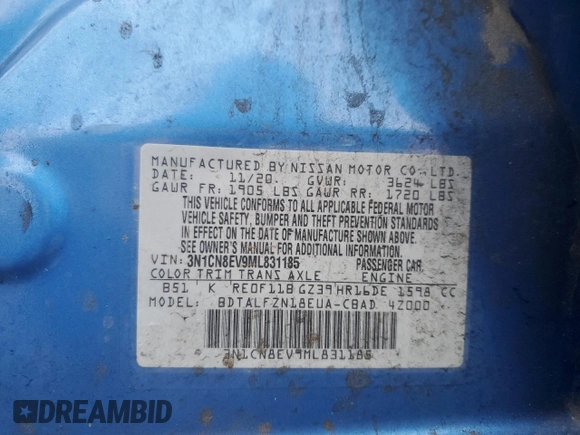 MANUFACTURED BY NISSAN MOTOR CO., LTD.
DATE: 11/20 GVWR: 3624 LBS
GAWR FR: 1905 LBS GAWR RR: 1720 LBS
THIS VEHICLE CONFORMS TO ALL APPLICABLE FEDERAL MOTOR
VEHICLE SAFETY, BUMPER AND THEFT PREVENTION STANDARDS
IN EFFECT ON THE DATE OF MANUFACTURE SHOWN ABOVE.
SEE OWNER'S MANUAL FOR ADDITIONAL INFORMATION.
VIN: 3N1CN8EV9ML831185 PASSENGER CAR
COLOR TRIM TRANS AXLE ENGINE
B51 K RE0F11B GZ39 HR16DE 1598 CC
MODEL: BDTALFZN18EUA-CBAD 42000
3N1CN8EV9ML831185
DREAMBID